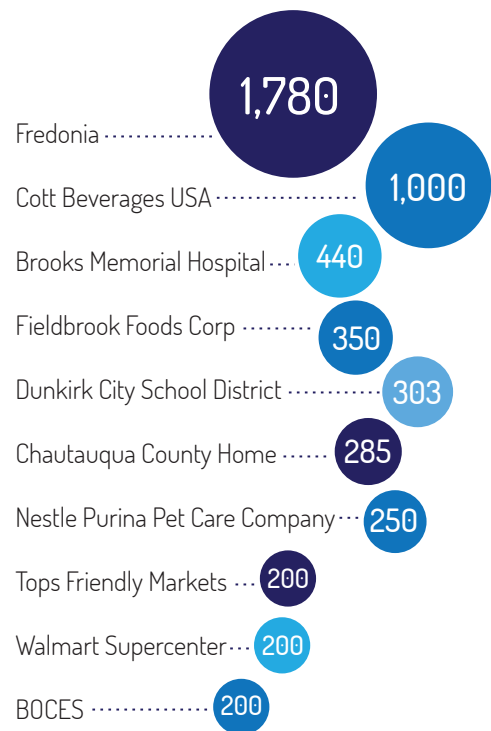 Fredonia 1,780
Cott Beverages USA 1,000
Brooks Memorial Hospital 440
Fieldbrook Foods Corp 350
Dunkirk City School District 303
Chautauqua County Home 285
Nestle Purina Pet Care Company 250
Tops Friendly Markets 200
Walmart Supercenter 200
BOCES 200